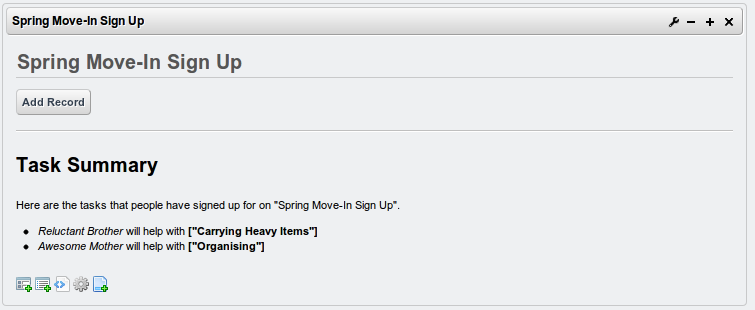 Spring Move-In Sign Up
Spring Move-In Sign Up
Add Record
Task Summary
Here are the tasks that people have signed up for on "Spring Move-In Sign Up".
Reluctant Brother will help with ["Carrying Heavy Items"]
Awesome Mother will help with ["Organising"]